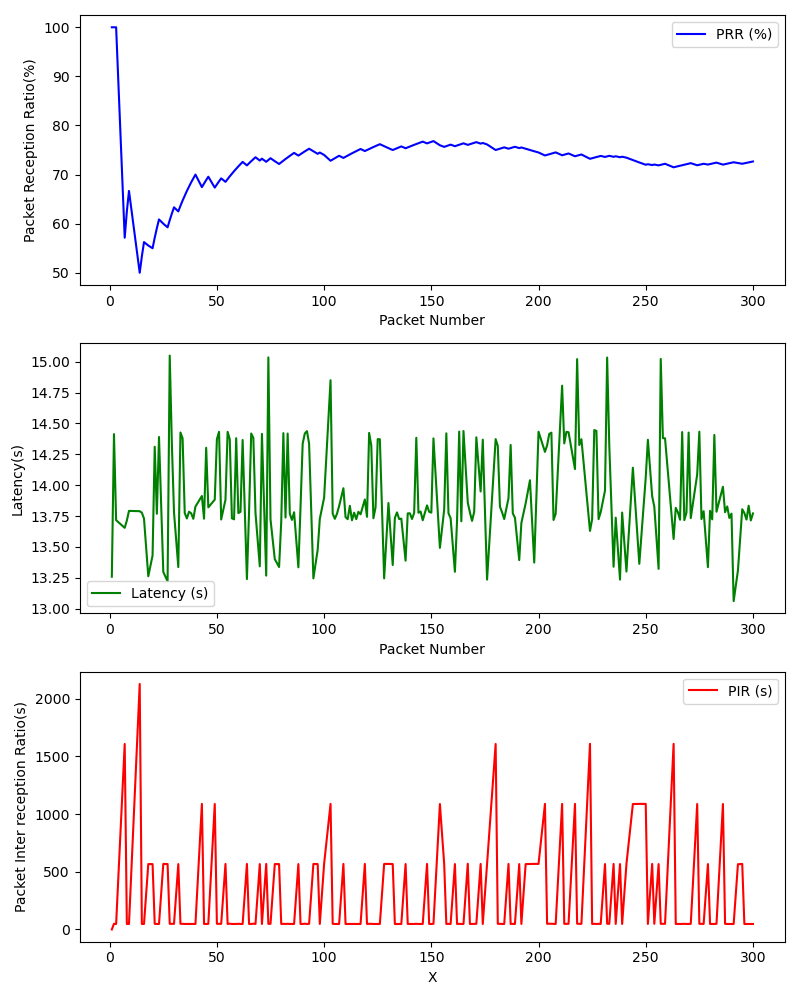 100
90
80
70
60
50
Packet Reception Ratio(%)
PRR (%)
0 50 100 150 200 250 300
Packet Number
15.00
14.75
14.50
14.25
14.00
13.75
13.50
13.25
13.00
Latency(s)
Latency (s)
0 50 100 150 200 250 300
Packet Number
2000
1500
1000
500
0
Packet Inter reception Ratio(s)
PIR (s)
0 50 100 150 200 250 300
X